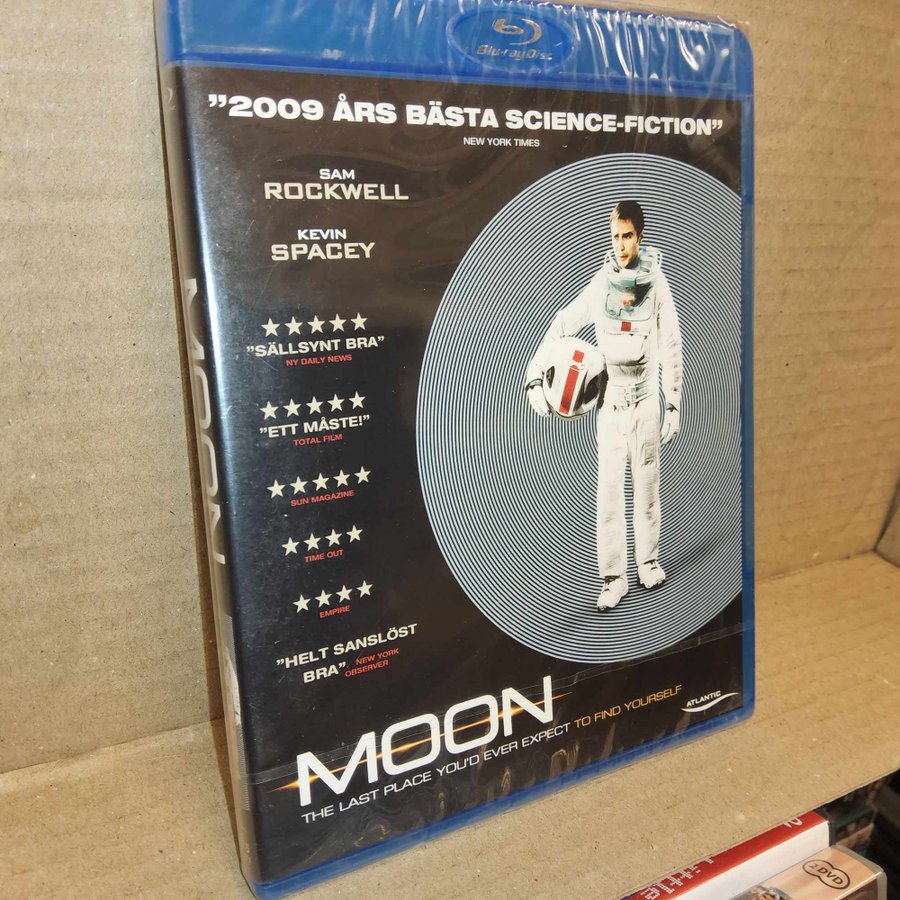 Blu-ray Disc
”2009 ÅRS BÄSTA SCIENCE-FICTION”
NEW YORK TIMES
SAM
ROCKWELL
KEVIN
SPACEY
”SÄLLSYNT BRA”
NY DAILY NEWS
”ETT MÅSTE!”
TOTAL FILM
SUN MAGAZINE
TIME OUT
EMPIRE
”HELT SANSLÖST
BRA” NEW YORK
OBSERVER
MOON
THE LAST PLACE YOU'D EVER EXPECT TO FIND YOURSELF
ATLANTIC
MOON
2 DVD